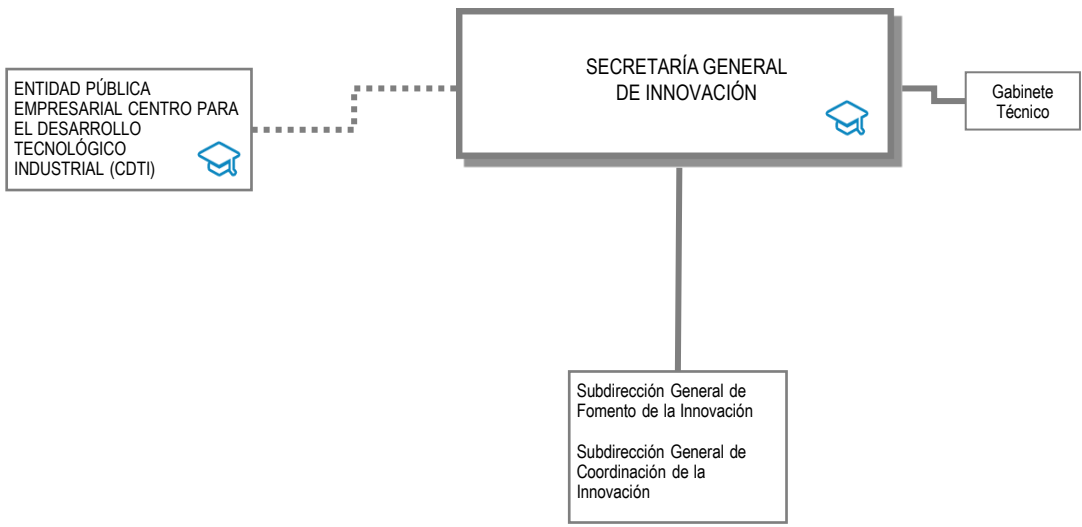 SECRETARÍA GENERAL
DE INNOVACIÓN
ENTIDAD PÚBLICA
EMPRESARIAL CENTRO PARA
EL DESARROLLO
TECNOLÓGICO
INDUSTRIAL (CDTI)
Gabinete
Técnico
Subdirección General de
Fomento de la Innovación
Subdirección General de
Coordinación de la
Innovación